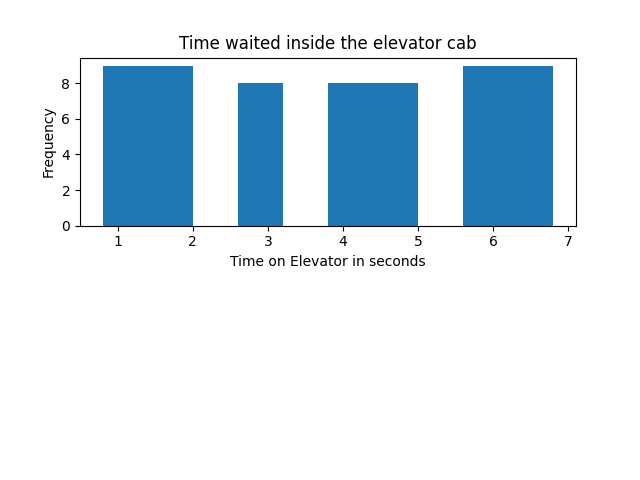 Time waited inside the elevator cab
Frequency
8
6
4
2
0
1 2 3 4 5 6 7
Time on Elevator in seconds